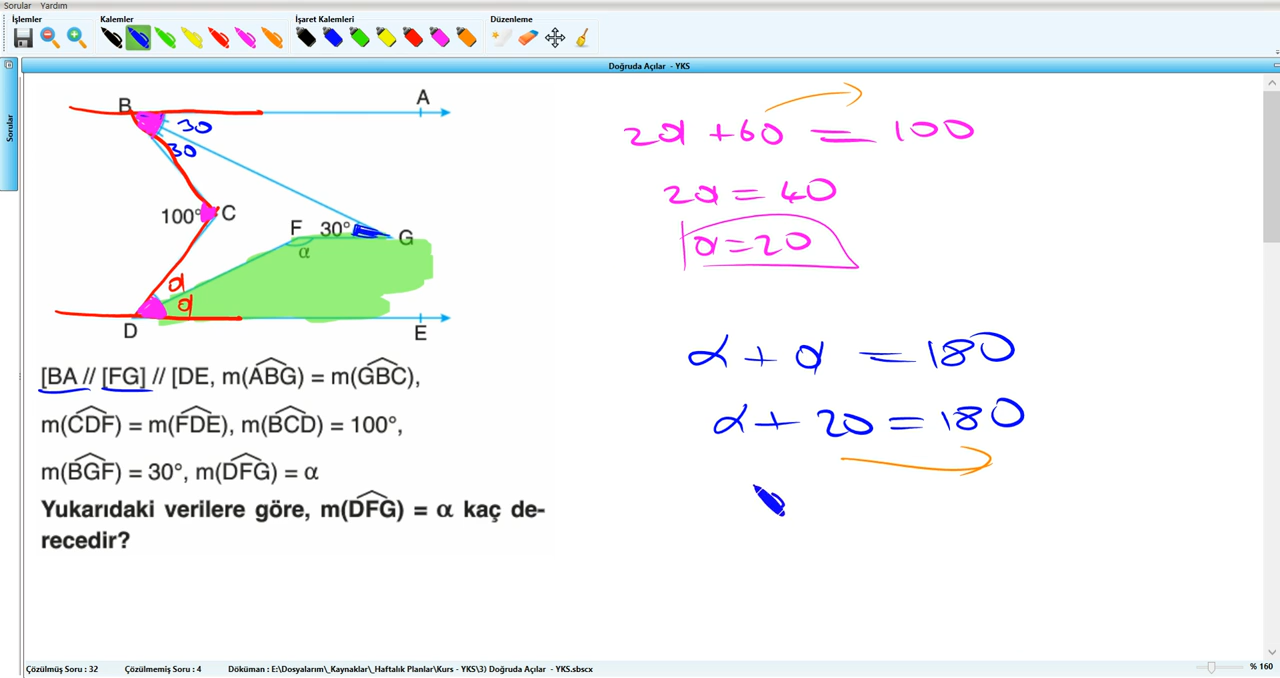 Sorular Yardım
İşlemler Kalemler İşaret Kalemleri Düzenleme
Doğruda Açılar - YKS
Sorular
B A
30
30
100° C
F 30° G
α
α
α
D E
[BA // [FG] // [DE, m(ABG) = m(GBC),
m(CDF) = m(FDE), m(BCD) = 100°,
m(BGF) = 30°, m(DFG) = α
Yukarıdaki verilere göre, m(DFG) = α kaç de-
recedir?
2α + 60 = 100
2α = 40
α = 20
α + α = 180
α + 20 = 180
Çözülmüş Soru : 32 Çözülmemiş Soru : 4 Döküman : E:\Dosyalarım\_Kaynaklar\_Haftalık Planlar\Kurs - YKS\3) Doğruda Açılar - YKS.sbscx % 160